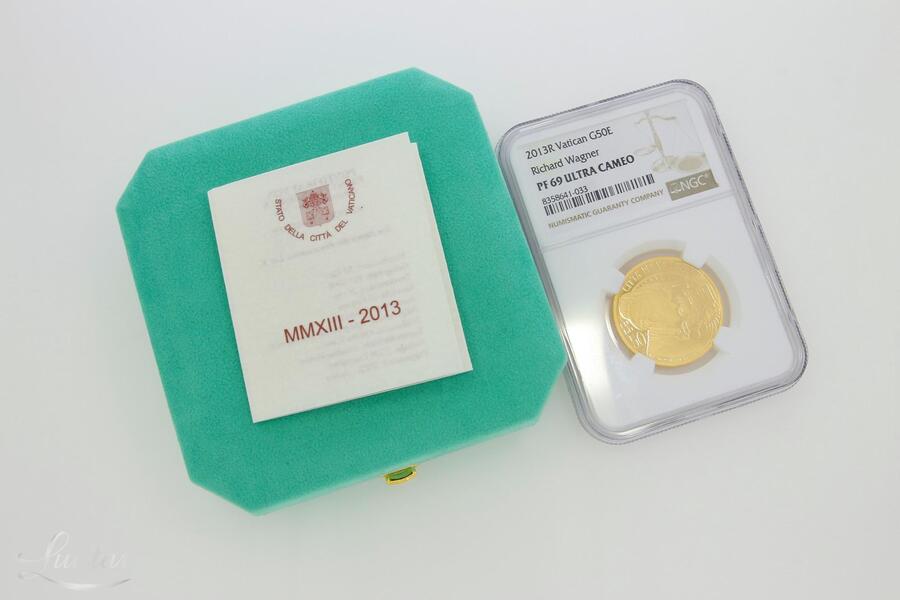 STATO DELLA CITTÀ DEL VATICANO
MMXIII - 2013
2013R Vatican G50E
Richard Wagner
PF 69 ULTRA CAMEO
8358641-033
NGC
NUMISMATIC GUARANTY COMPANY